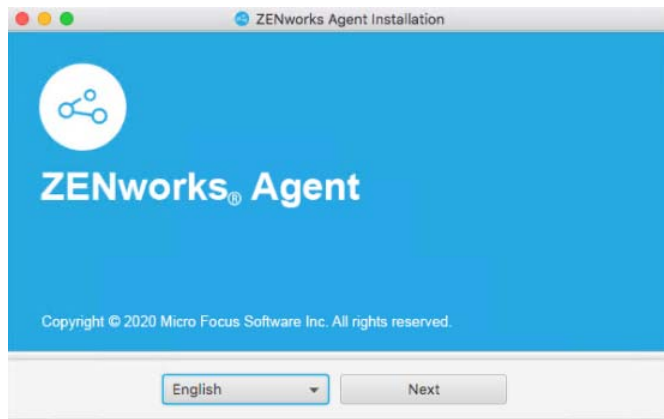 ZENworks Agent Installation
ZENworks® Agent
Copyright © 2020 Micro Focus Software Inc. All rights reserved.
English
Next